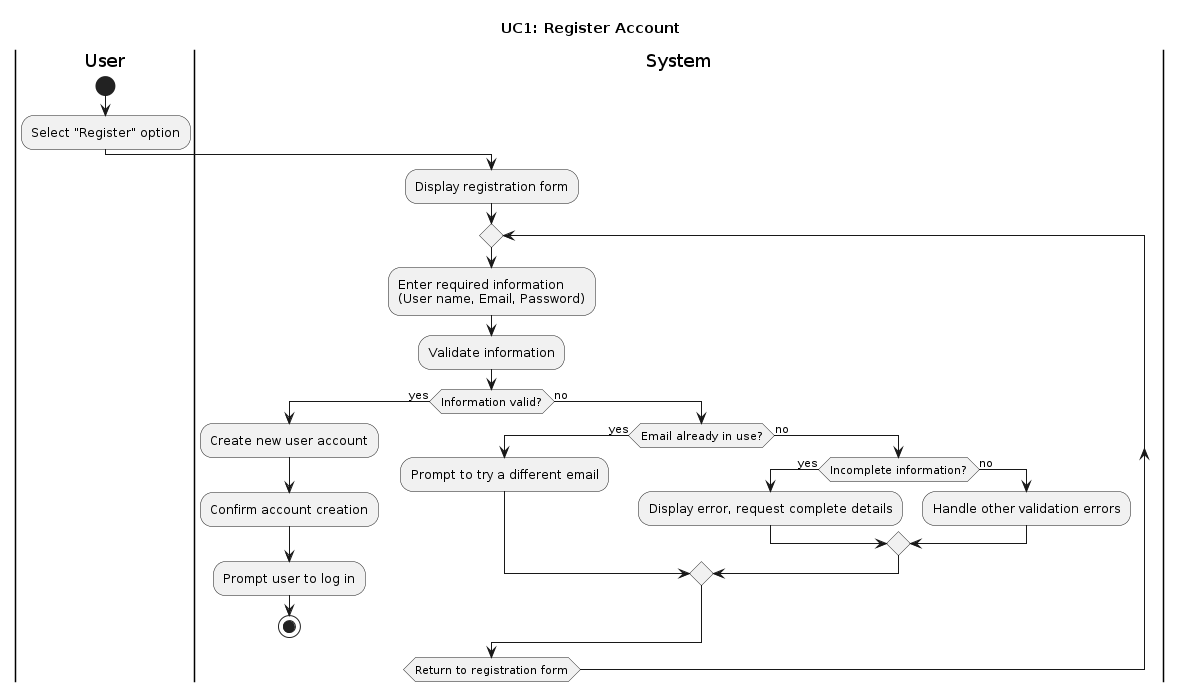 UC1: Register Account
User
System
Select "Register" option
Display registration form
Enter required information
(User name, Email, Password)
Validate information
yes
Information valid?
no
Create new user account
yes
Email already in use?
no
Prompt to try a different email
yes
Incomplete information?
no
Display error, request complete details
Handle other validation errors
Confirm account creation
Prompt user to log in
Return to registration form